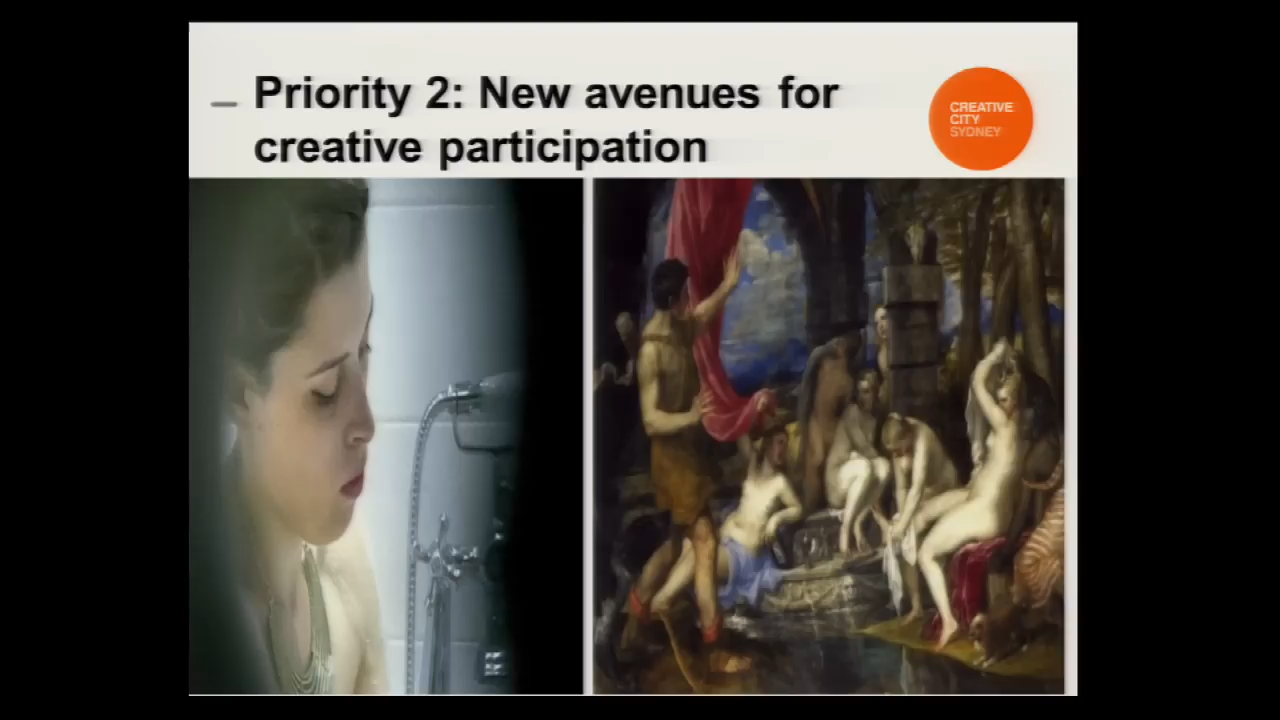 Priority 2: New avenues for
creative participation
CREATIVE
CITY
SYDNEY